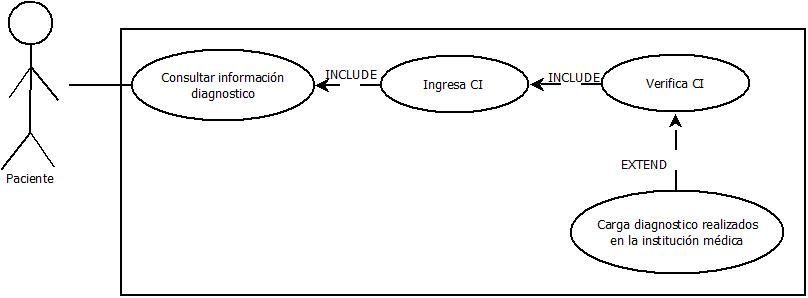 Consultar información
diagnostico
INCLUDE
Ingresa CI
INCLUDE
Verifica CI
EXTEND
Paciente
Carga diagnostico realizados
en la institución médica